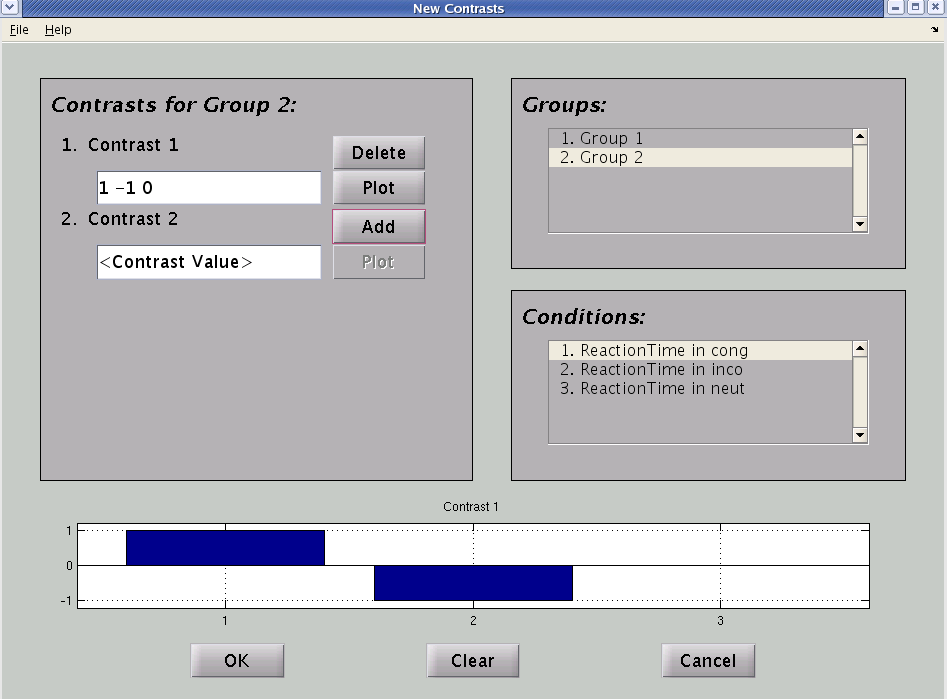 New Contrasts
File Help
Contrasts for Group 2:
1. Contrast 1
Delete
1 -1 0
Plot
2. Contrast 2
Add
<Contrast Value>
Plot
Groups:
1. Group 1
2. Group 2
Conditions:
1. ReactionTime in cong
2. ReactionTime in inco
3. ReactionTime in neut
Contrast 1
1
0
-1
1 2 3
OK Clear Cancel